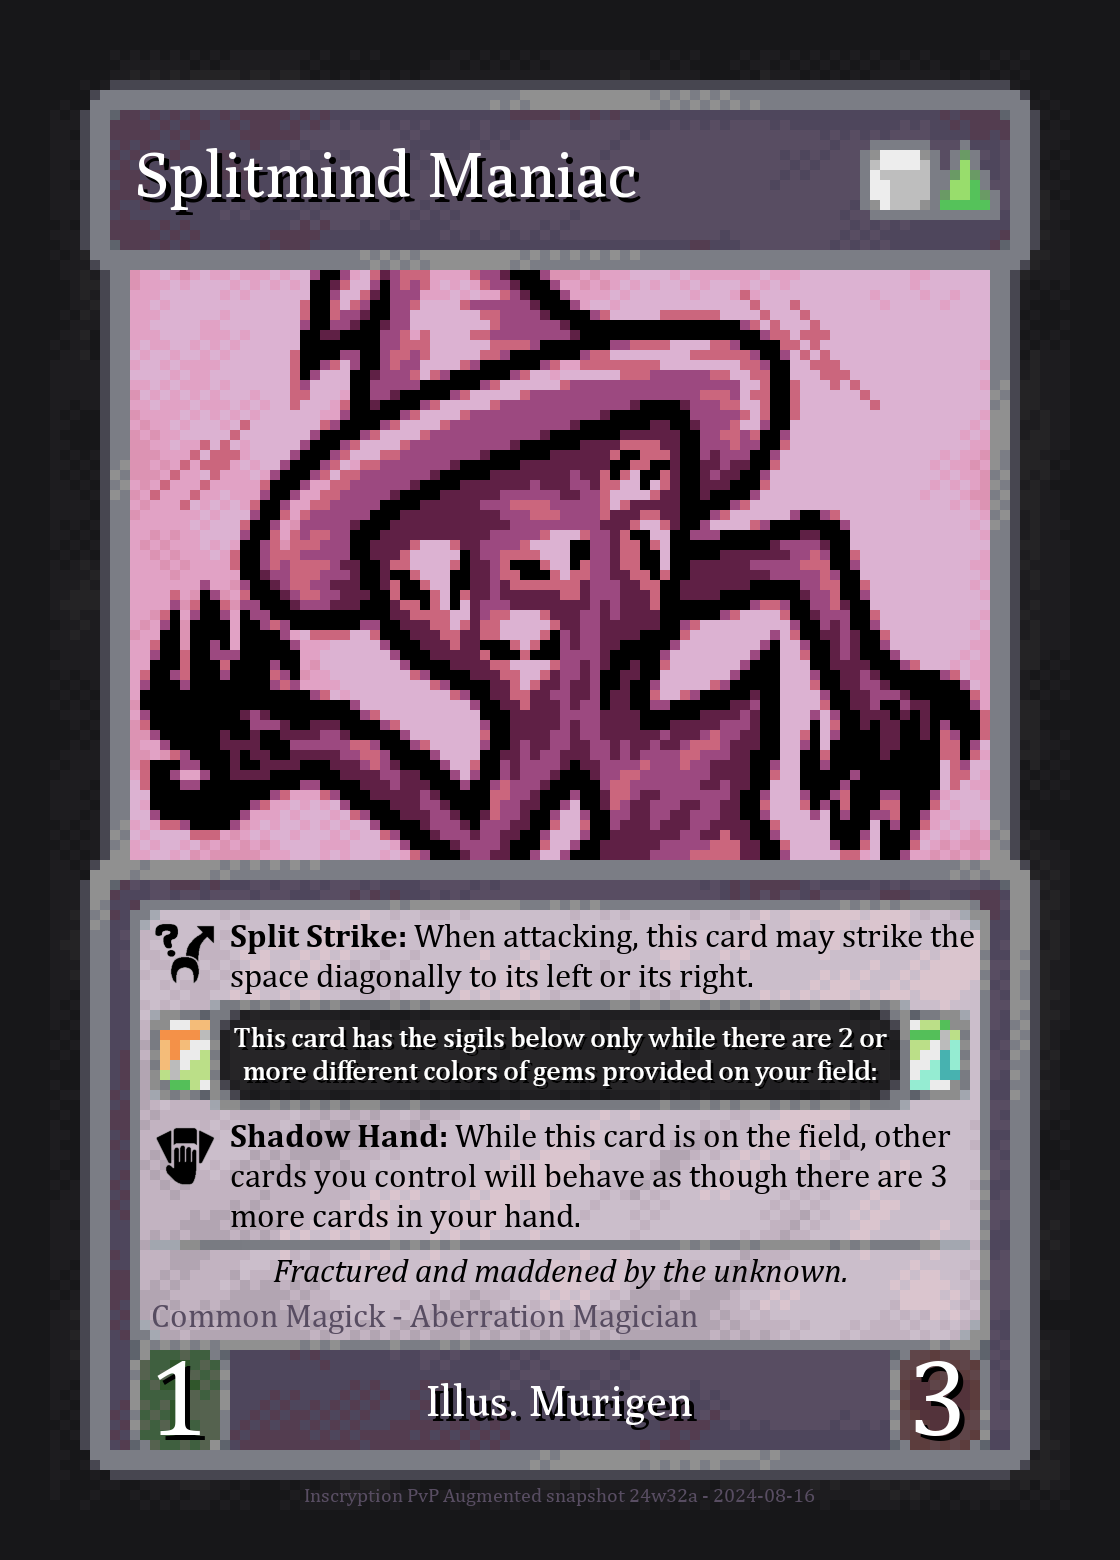 Splitmind Maniac
Split Strike: When attacking, this card may strike the
space diagonally to its left or its right.
This card has the sigils below only while there are 2 or
more different colors of gems provided on your field:
Shadow Hand: While this card is on the field, other
cards you control will behave as though there are 3
more cards in your hand.
Fractured and maddened by the unknown.
Common Magick - Aberration Magician
1
Illus. Murigen
3
Inscryption PvP Augmented snapshot 24w32a - 2024-08-16